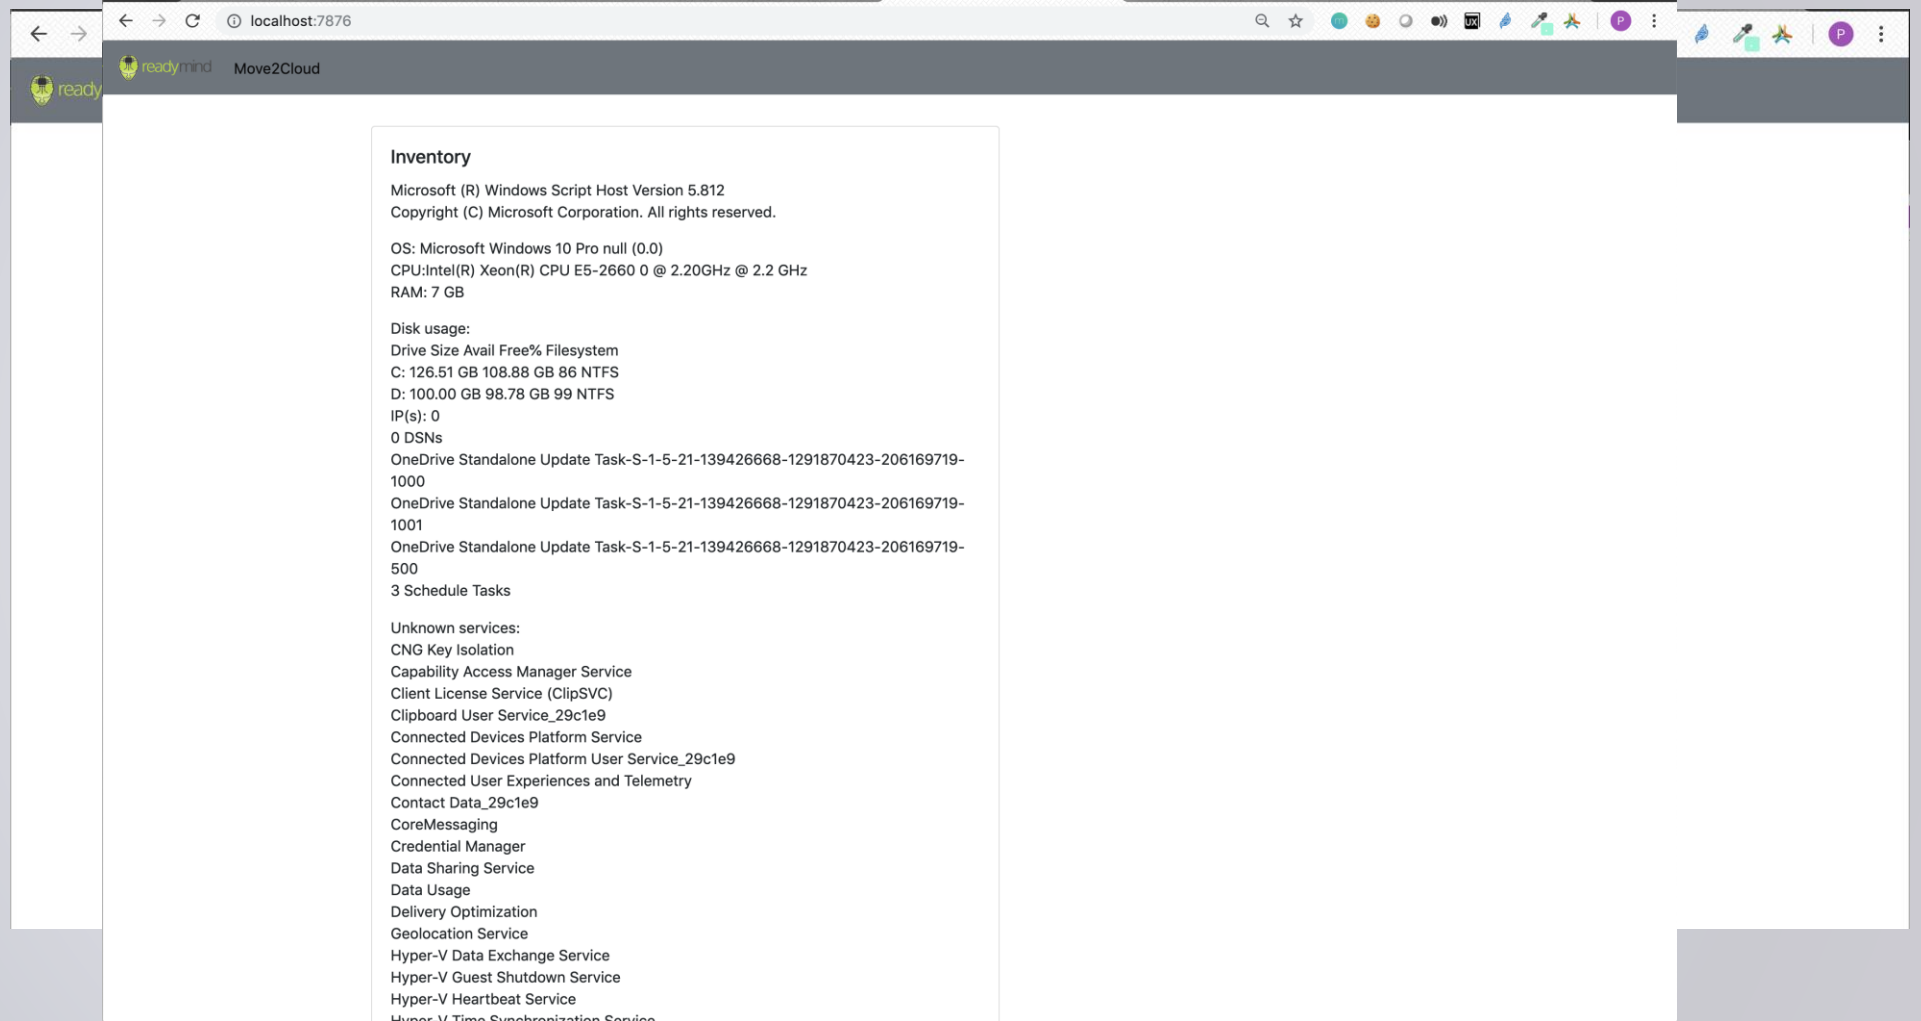 localhost:7876
UX
P
P
ready
readymind
Move2Cloud
Inventory
Microsoft (R) Windows Script Host Version 5.812
Copyright (C) Microsoft Corporation. All rights reserved.
OS: Microsoft Windows 10 Pro null (0.0)
CPU:Intel(R) Xeon(R) CPU E5-2660 0 @ 2.20GHz @ 2.2 GHz
RAM: 7 GB
Disk usage:
Drive Size Avail Free% Filesystem
C: 126.51 GB 108.88 GB 86 NTFS
D: 100.00 GB 98.78 GB 99 NTFS
IP(s): 0
0 DSNs
OneDrive Standalone Update Task-S-1-5-21-139426668-1291870423-206169719-
1000
OneDrive Standalone Update Task-S-1-5-21-139426668-1291870423-206169719-
1001
OneDrive Standalone Update Task-S-1-5-21-139426668-1291870423-206169719-
500
3 Schedule Tasks
Unknown services:
CNG Key Isolation
Capability Access Manager Service
Client License Service (ClipSVC)
Clipboard User Service_29c1e9
Connected Devices Platform Service
Connected Devices Platform User Service_29c1e9
Connected User Experiences and Telemetry
Contact Data_29c1e9
CoreMessaging
Credential Manager
Data Sharing Service
Data Usage
Delivery Optimization
Geolocation Service
Hyper-V Data Exchange Service
Hyper-V Guest Shutdown Service
Hyper-V Heartbeat Service
Hyper-V Time Synchronization Service